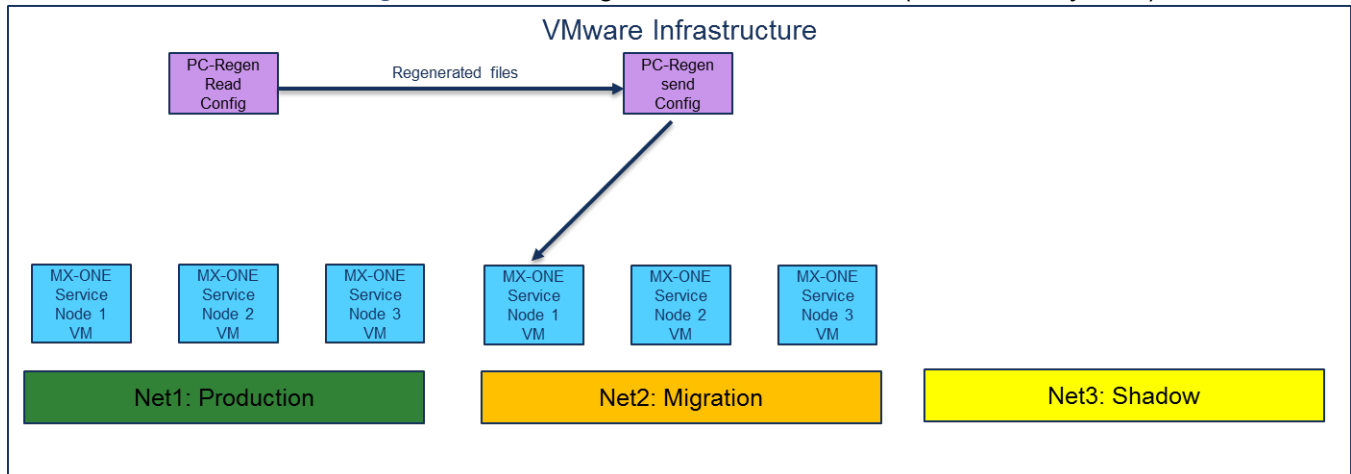 VMware Infrastructure
PC-Regen
Read
Config
Regenerated files
PC-Regen
send
Config
MX-ONE
Service
Node 1
VM
MX-ONE
Service
Node 2
VM
MX-ONE
Service
Node 3
VM
MX-ONE
Service
Node 1
VM
MX-ONE
Service
Node 2
VM
MX-ONE
Service
Node 3
VM
Net1: Production
Net2: Migration
Net3: Shadow